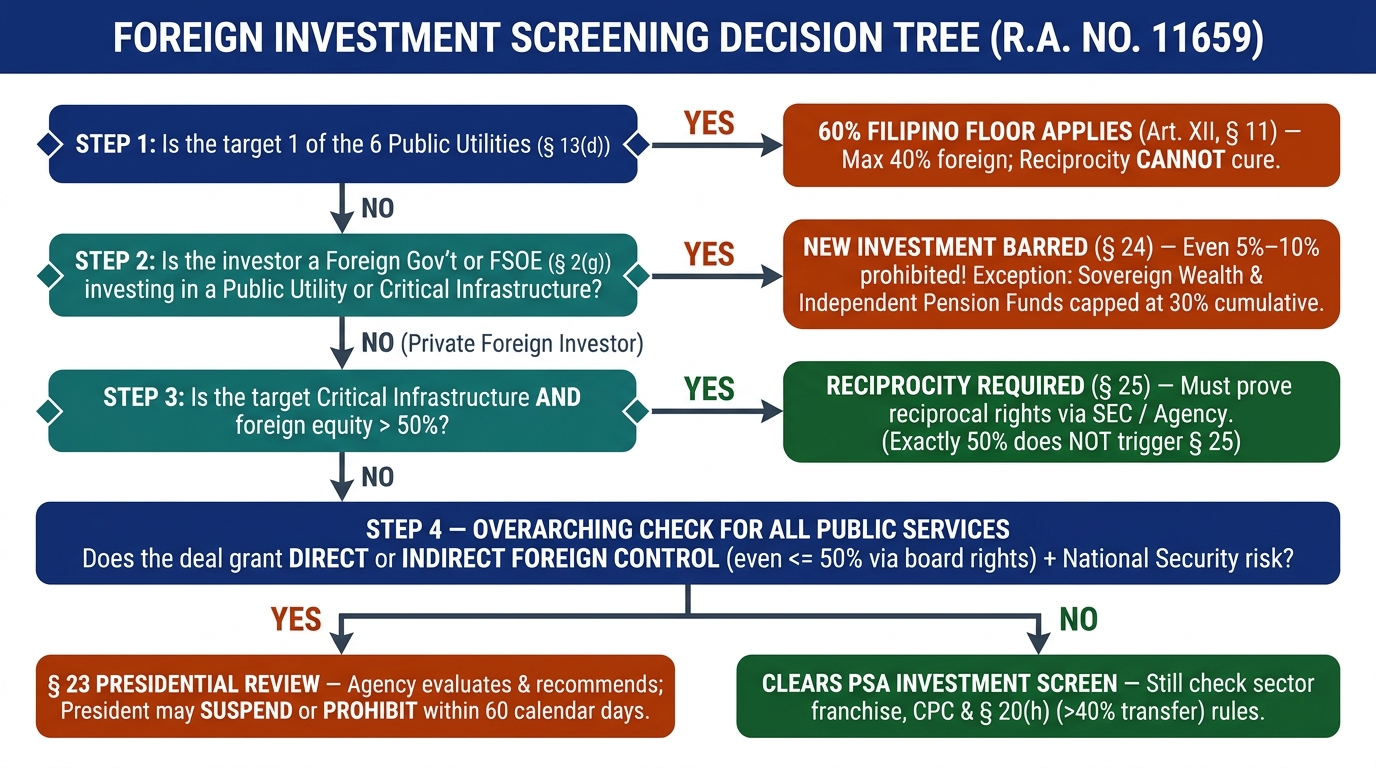 FOREIGN INVESTMENT SCREENING DECISION TREE (R.A. NO. 11659)
STEP 1: Is the target 1 of the 6 Public Utilities (§ 13(d))
YES
60% FILIPINO FLOOR APPLIES (Art. XII, § 11) —
Max 40% foreign; Reciprocity CANNOT cure.
NO
STEP 2: Is the investor a Foreign Gov't or FSOE (§ 2(g))
investing in a Public Utility or Critical Infrastructure?
YES
NEW INVESTMENT BARRED (§ 24) — Even 5%–10%
prohibited! Exception: Sovereign Wealth &
Independent Pension Funds capped at 30% cumulative.
NO (Private Foreign Investor)
STEP 3: Is the target Critical Infrastructure AND
foreign equity > 50%?
YES
RECIPROCITY REQUIRED (§ 25) — Must prove
reciprocal rights via SEC / Agency.
(Exactly 50% does NOT trigger § 25)
NO
STEP 4 — OVERARCHING CHECK FOR ALL PUBLIC SERVICES
Does the deal grant DIRECT or INDIRECT FOREIGN CONTROL (even <= 50% via board rights) + National Security risk?
YES
NO
§ 23 PRESIDENTIAL REVIEW — Agency evaluates & recommends;
President may SUSPEND or PROHIBIT within 60 calendar days.
CLEARS PSA INVESTMENT SCREEN — Still check sector
franchise, CPC & § 20(h) (>40% transfer) rules.